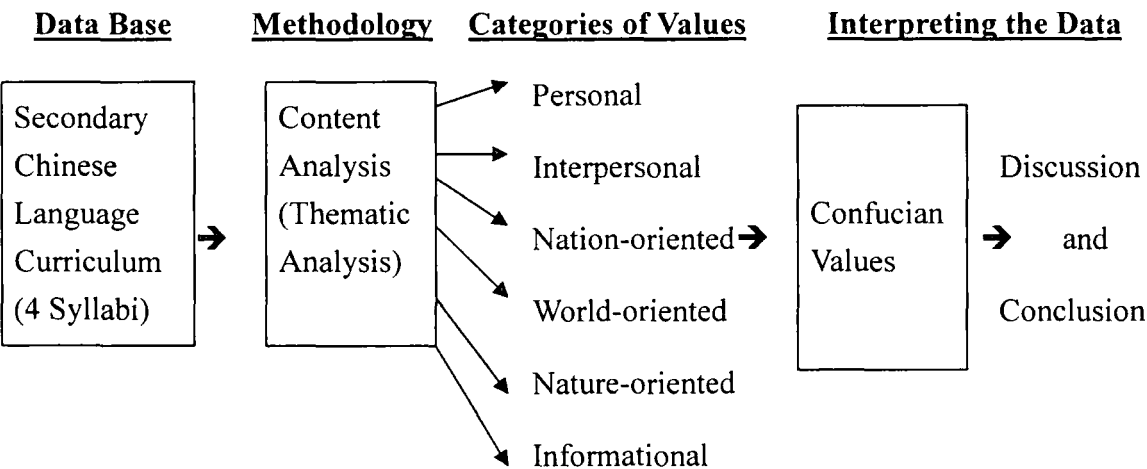 Data Base
Methodology
Categories of Values
Interpreting the Data
Secondary
Chinese
Language
Curriculum
(4 Syllabi)
Content
Analysis
(Thematic
Analysis)
Personal
Interpersonal
Nation-oriented
World-oriented
Nature-oriented
Informational
Confucian
Values
Discussion
and
Conclusion